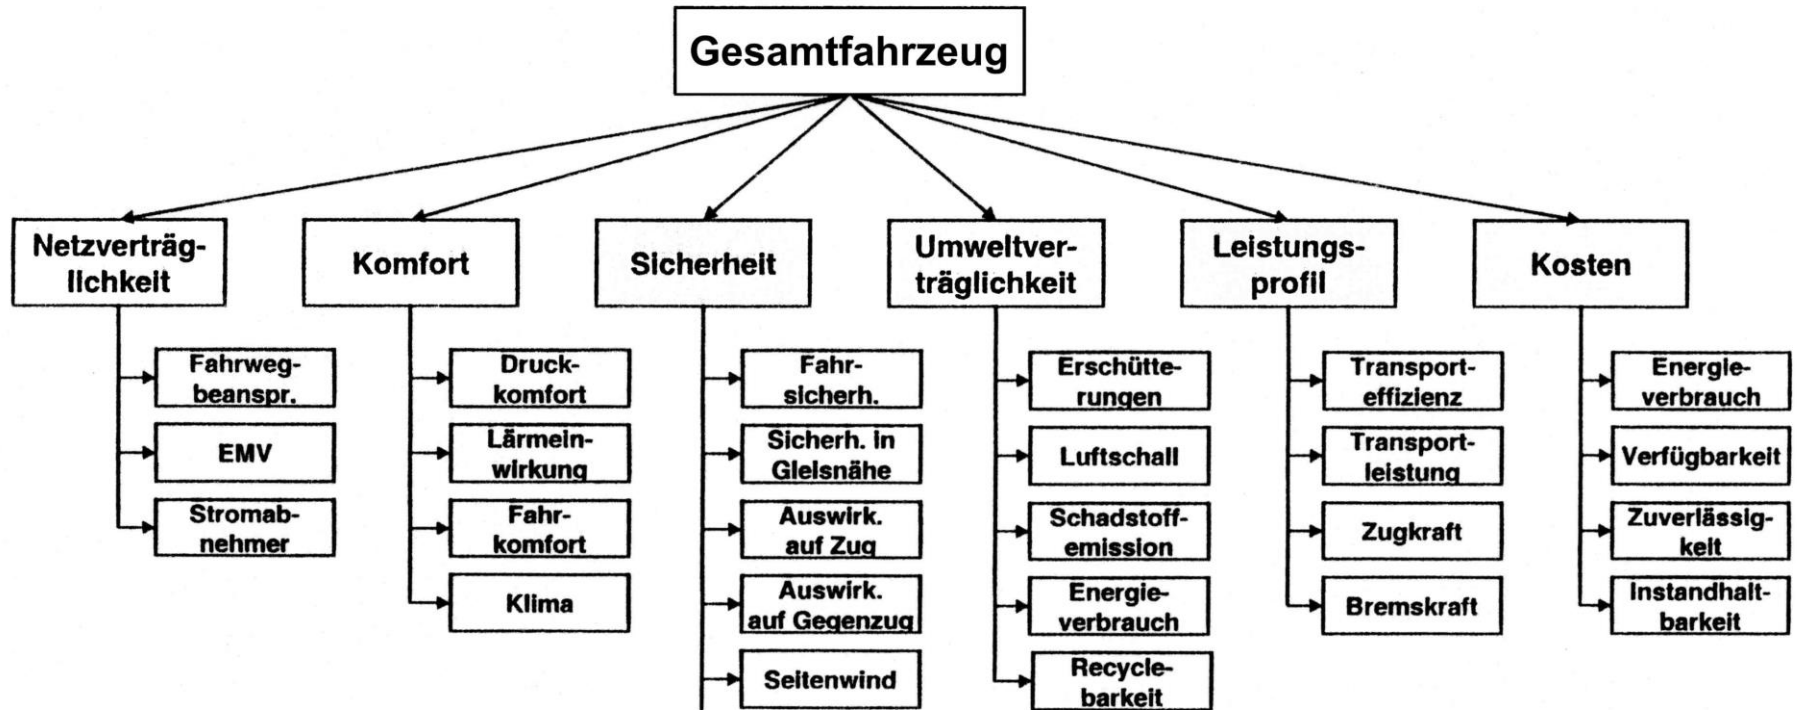 Gesamtfahrzeug
Netzverträg-
lichkeit
Komfort
Sicherheit
Umweltver-
träglichkeit
Leistungs-
profil
Kosten
Fahrweg-
beanspr.
EMV
Stromab-
nehmer
Druck-
komfort
Lärmein-
wirkung
Fahr-
komfort
Klima
Fahr-
sicherh.
Sicherh. in
Gleisnähe
Auswirk.
auf Zug
Auswirk.
auf Gegenzug
Seitenwind
Erschütte-
rungen
Luftschall
Schadstoff-
emission
Energie-
verbrauch
Recycle-
barkeit
Transport-
effizienz
Transport-
leistung
Zugkraft
Bremskraft
Energie-
verbrauch
Verfügbarkeit
Zuverlässig-
keit
Instandhalt-
barkeit